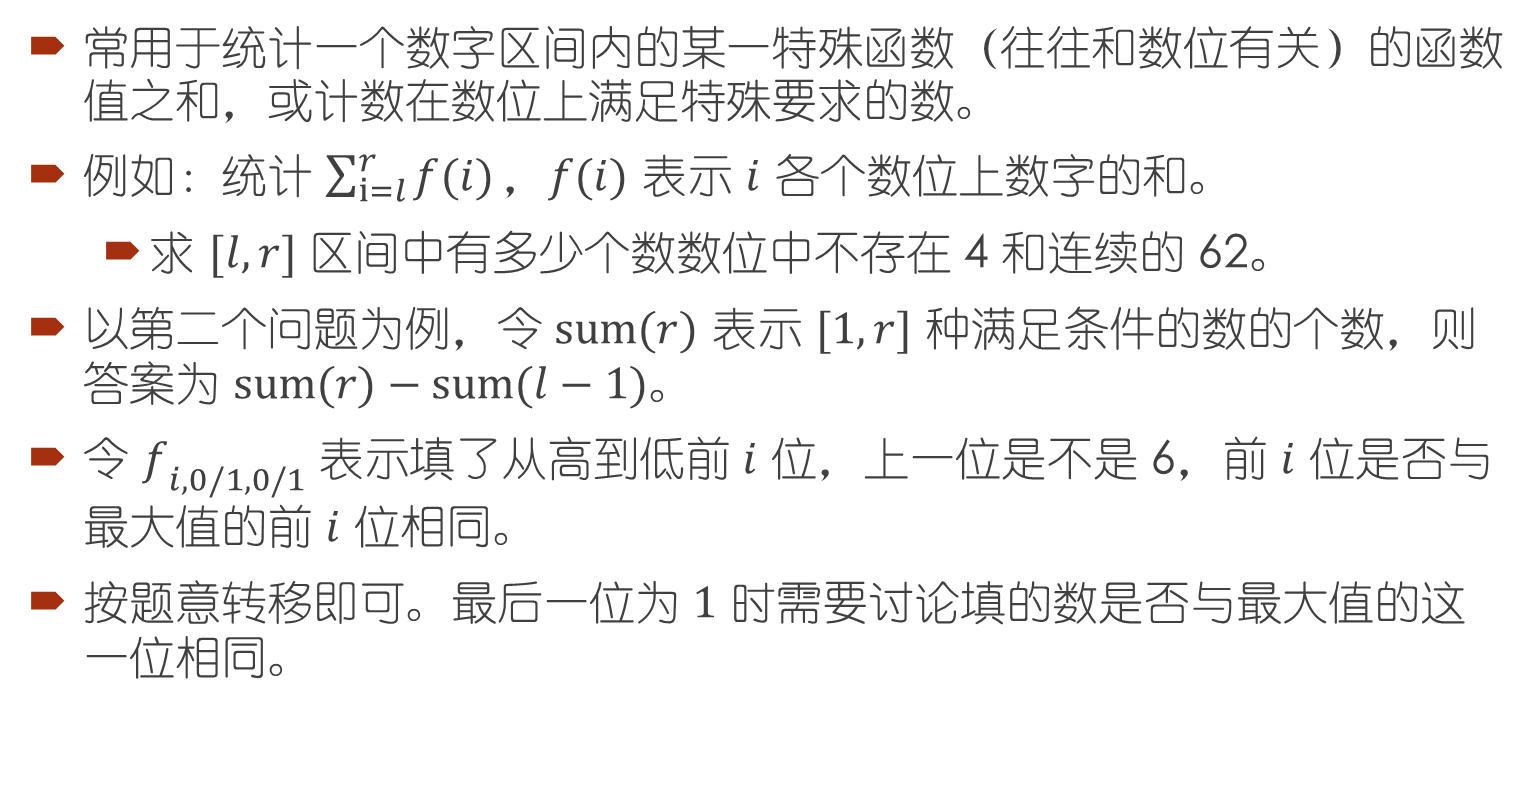 常用于统计一个数字区间内的某一特殊函数（往往和数位有关）的函数
值之和，或计数在数位上满足特殊要求的数。
例如：统计 ∑_{i=l}^{r} f(i)，f(i) 表示 i 各个数位上数字的和。
求 [l, r] 区间中有多少个数数位中不存在 4 和连续的 62。
以第二个问题为例，令 sum(r) 表示 [1, r] 种满足条件的数的个数，则
答案为 sum(r) − sum(l − 1)。
令 f_{i,0/1,0/1} 表示填了从高到低前 i 位，上一位是不是 6，前 i 位是否与
最大值的前 i 位相同。
按题意转移即可。最后一位为 1 时需要讨论填的数是否与最大值的这
一位相同。